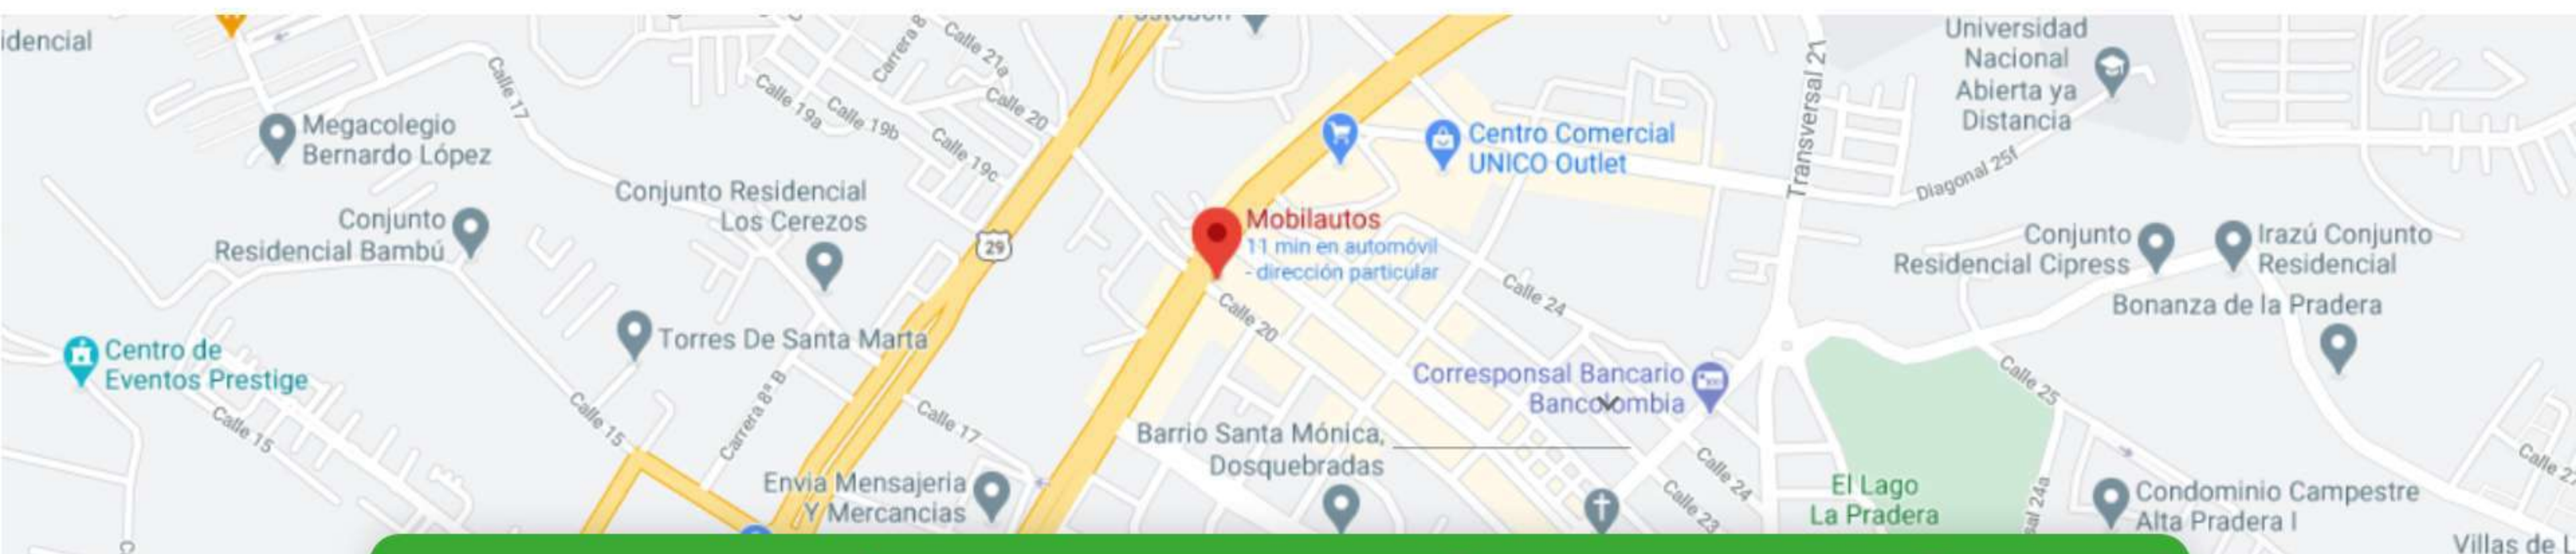 idencial
Calle 17
Carrera 8
Calle 21a
Calle 20
Calle 19a
Calle 19b
Calle 19c
Universidad
Nacional
Abierta ya
Distancia
Transversal 21
Diagonal 25f
Megacolegio
Bernardo López
Centro Comercial
UNICO Outlet
Conjunto Residencial
Los Cerezos
Conjunto
Residencial Bambú
29
Mobilautos
11 min en automóvil
- dirección particular
Conjunto
Residencial Cipress
Irazú Conjunto
Residencial
Bonanza de la Pradera
Calle 24
Calle 20
Torres De Santa Marta
Centro de
Eventos Prestige
Calle 15
Calle 15
Carrera 8ª B
Calle 17
Corresponsal Bancario
Bancolombia
Calle 25
Barrio Santa Mónica,
Dosquebradas
Envia Mensajeria
Y Mercancias
Calle 24
Calle 23
El Lago
La Pradera
sal 24a
Condominio Campestre
Alta Pradera I
Villas de L